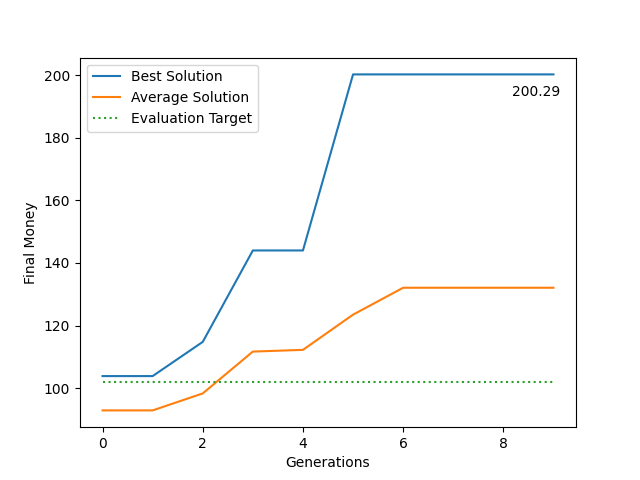 Best Solution
Average Solution
Evaluation Target
200.29
200
180
160
140
120
100
Final Money
0 2 4 6 8
Generations